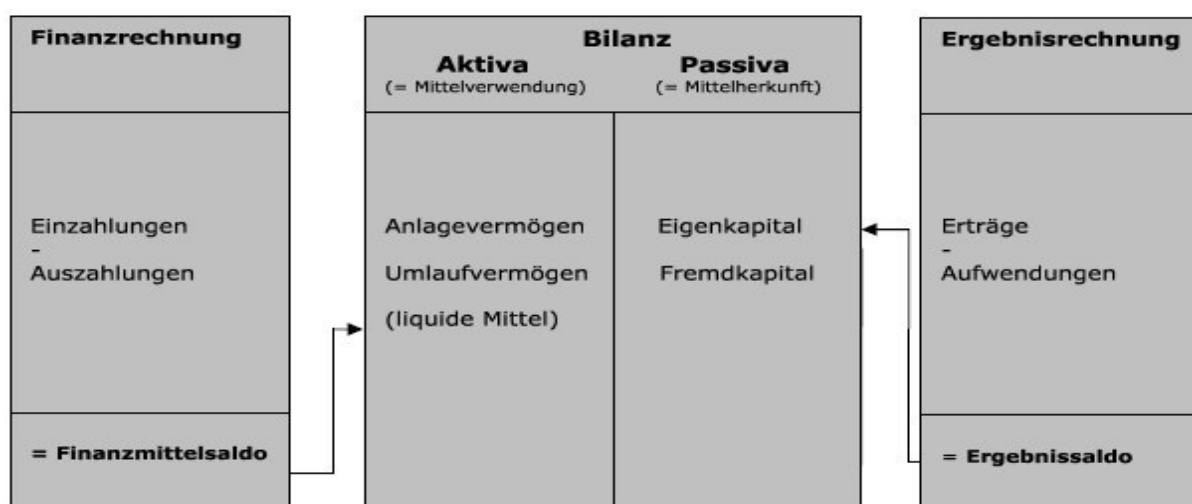 Finanzrechnung
Einzahlungen
-
Auszahlungen
= Finanzmittelsaldo
Bilanz
Aktiva
(= Mittelverwendung)
Passiva
(= Mittelherkunft)
Anlagevermögen
Umlaufvermögen
(liquide Mittel)
Eigenkapital
Fremdkapital
Ergebnisrechnung
Erträge
-
Aufwendungen
= Ergebnissaldo